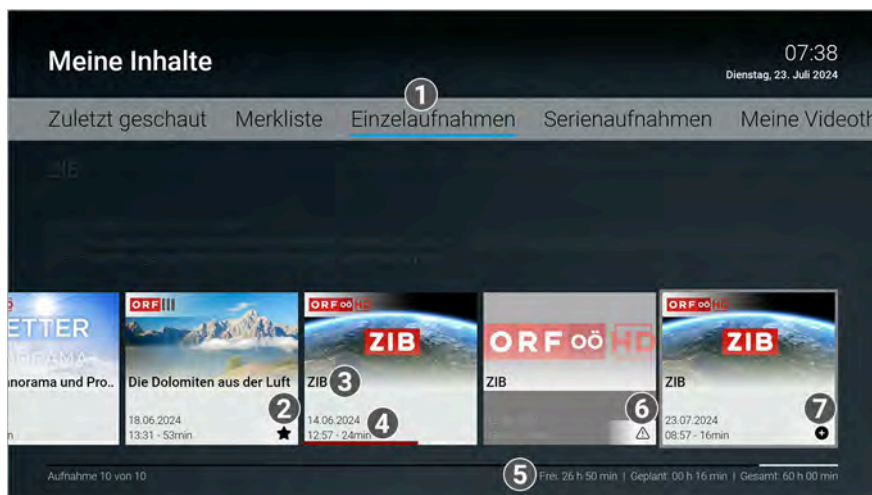 Meine Inhalte
07:38
Dienstag, 23. Juli 2024
1
Zuletzt geschaut Merkliste Einzelaufnahmen Serienaufnahmen Meine Videoth
ZIB
ETTER
ORAMA
norama und Pro..
n
ORF III
Die Dolomiten aus der Luft
2
18.06.2024
13:31 - 53min
ORF OÖ HD
ZIB
ZIB 3
4
14.06.2024
12:57 - 24min
ORF OÖ HD
ZIB
6
ORF OÖ HD
ZIB
ZIB
7
23.07.2024
08:57 - 16min
Aufnahme 10 von 10
5 Frei: 26 h 50 min | Geplant: 00 h 16 min | Gesamt: 60 h 00 min